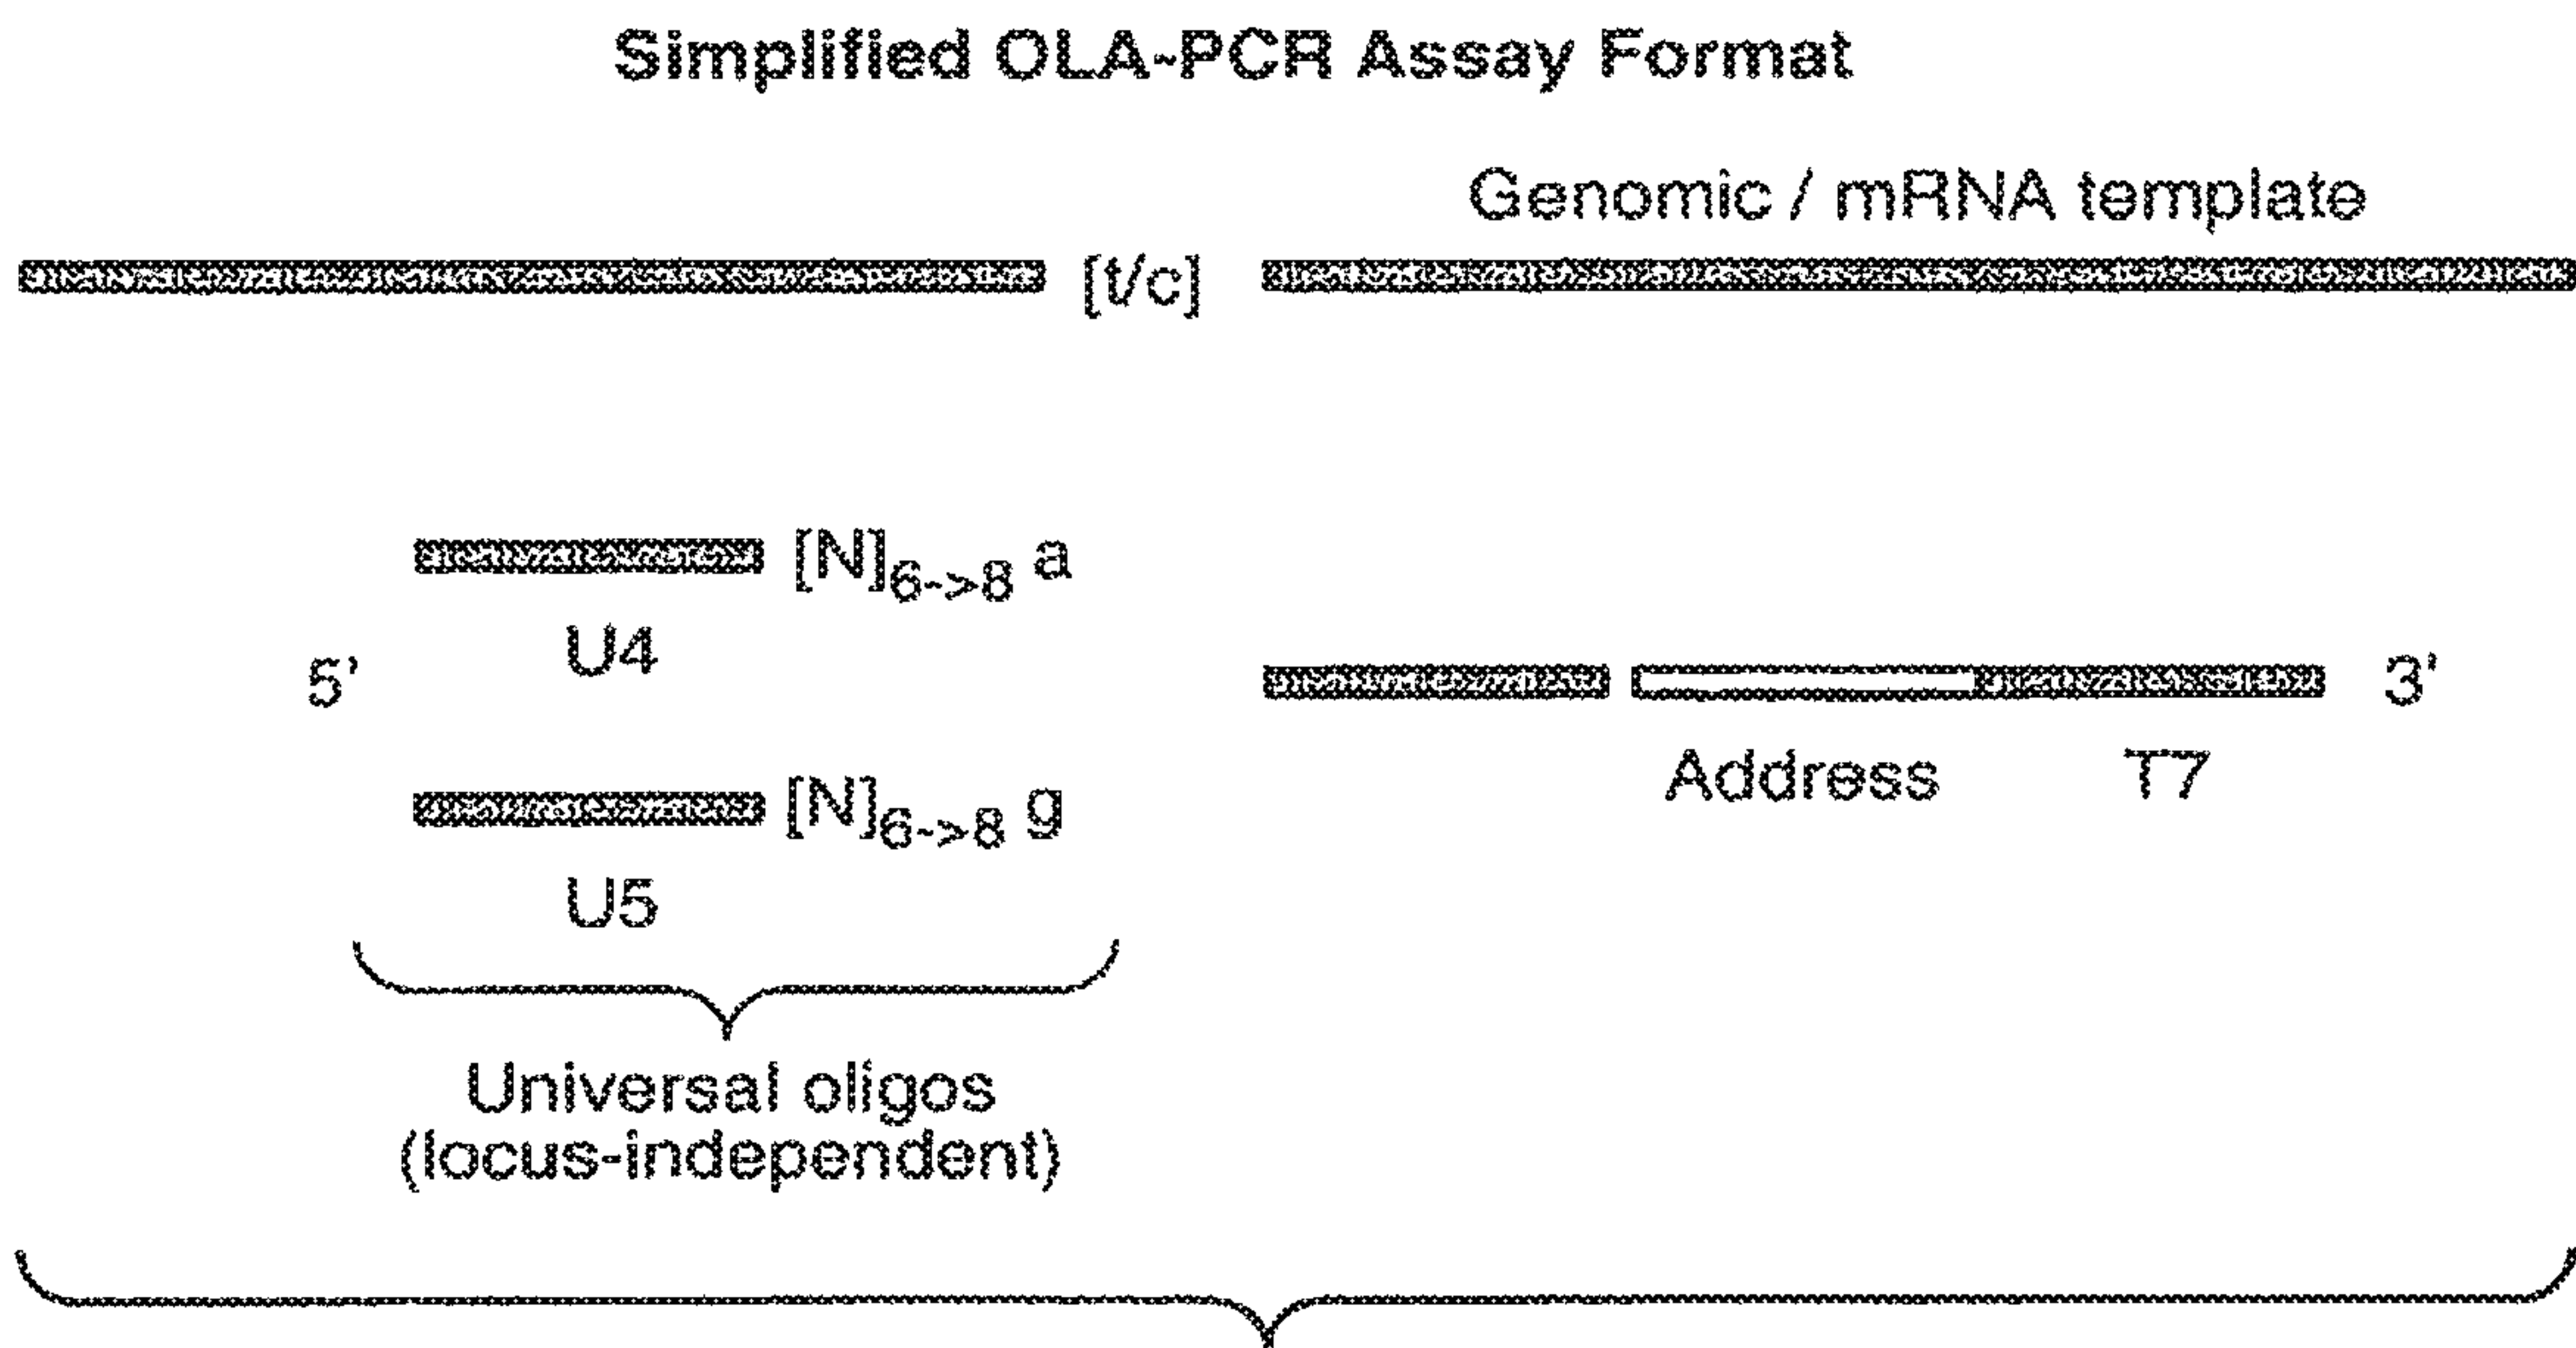 Simplified OLA-PCR Assay Format
Genomic / mRNA template
[t/c]
[N]6->8 a
U4
5' 3'
Address T7
[N]6->8 g
U5
Universal oligos
(locus-independent)